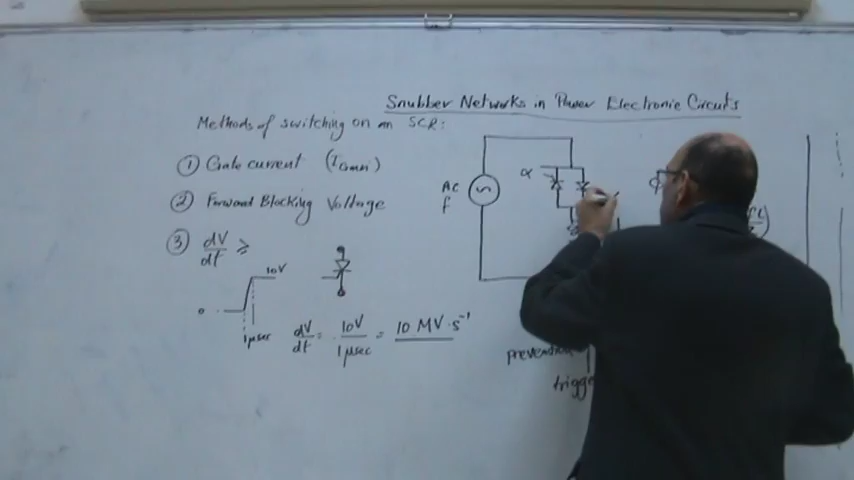 Snubber Networks in Power Electronic Circuits
Methods of switching on an SCR:
① Gate current (IGmin)
② Forward Blocking Voltage
③ dV/dt ≥
AC
f
α
10V
0
1μsec
dV/dt = 10V/1μsec = 10 MV·s⁻¹
prevention
trigg